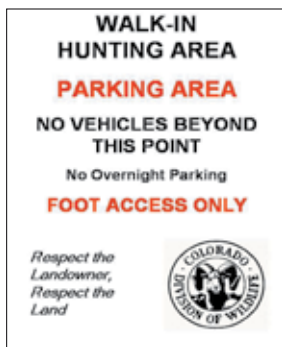 WALK-IN
HUNTING AREA
PARKING AREA
NO VEHICLES BEYOND
THIS POINT
No Overnight Parking
FOOT ACCESS ONLY
Respect the
Landowner,
Respect the
Land
COLORADO
DIVISION OF WILDLIFE